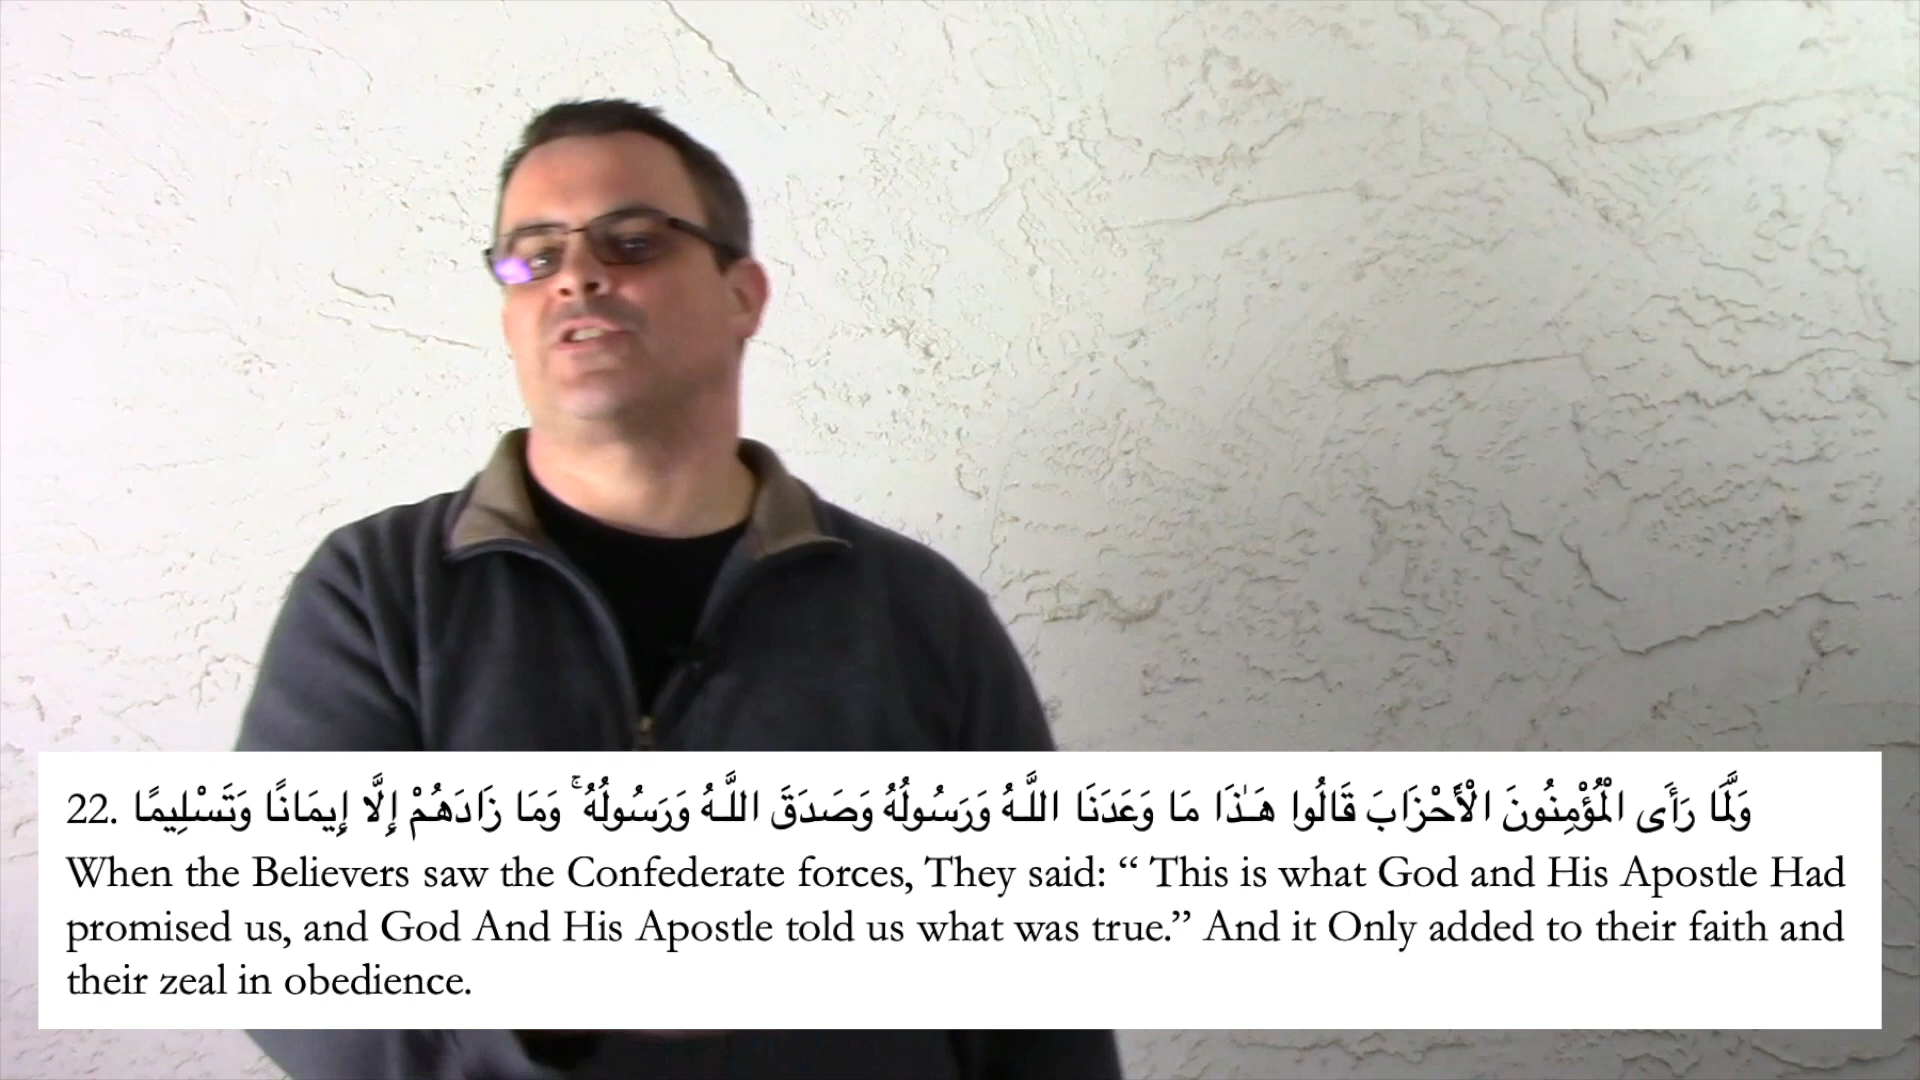 22. وَلَمَّا رَأَى الْمُؤْمِنُونَ الْأَحْزَابَ قَالُوا هَـٰذَا مَا وَعَدَنَا اللَّـهُ وَرَسُولُهُ وَصَدَقَ اللَّـهُ وَرَسُولُهُ ۚ وَمَا زَادَهُمْ إِلَّا إِيمَانًا وَتَسْلِيمًا
When the Believers saw the Confederate forces, They said: “ This is what God and His Apostle Had
promised us, and God And His Apostle told us what was true.” And it Only added to their faith and
their zeal in obedience.